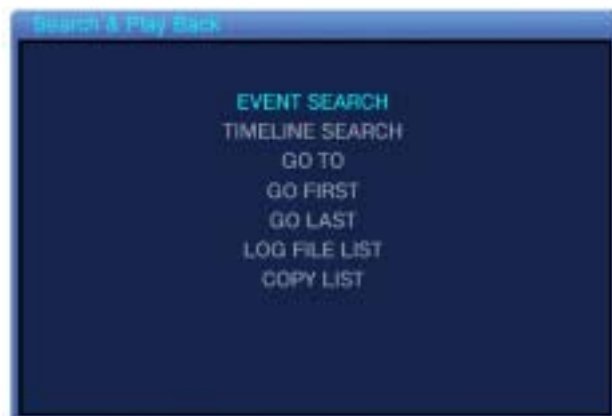 Search & Play Back
EVENT SEARCH
TIMELINE SEARCH
GO TO
GO FIRST
GO LAST
LOG FILE LIST
COPY LIST